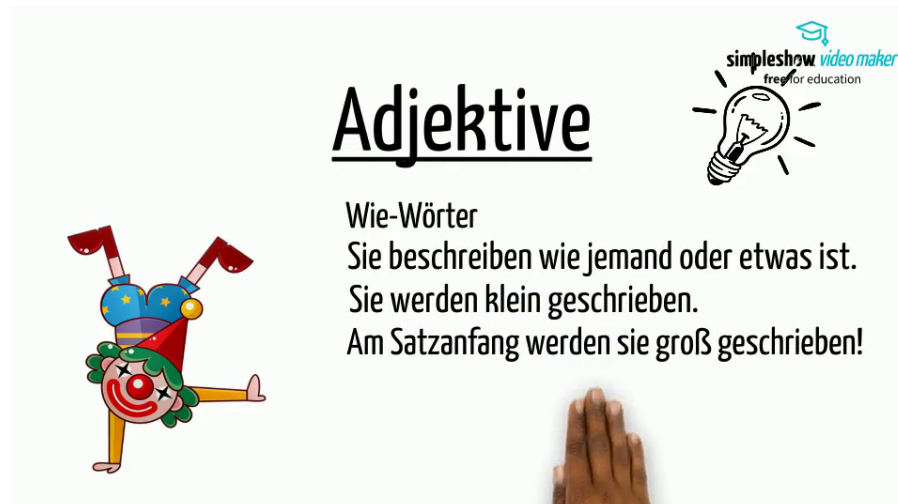 simpleshow video maker
free for education
Adjektive
Wie-Wörter
Sie beschreiben wie jemand oder etwas ist.
Sie werden klein geschrieben.
Am Satzanfang werden sie groß geschrieben!